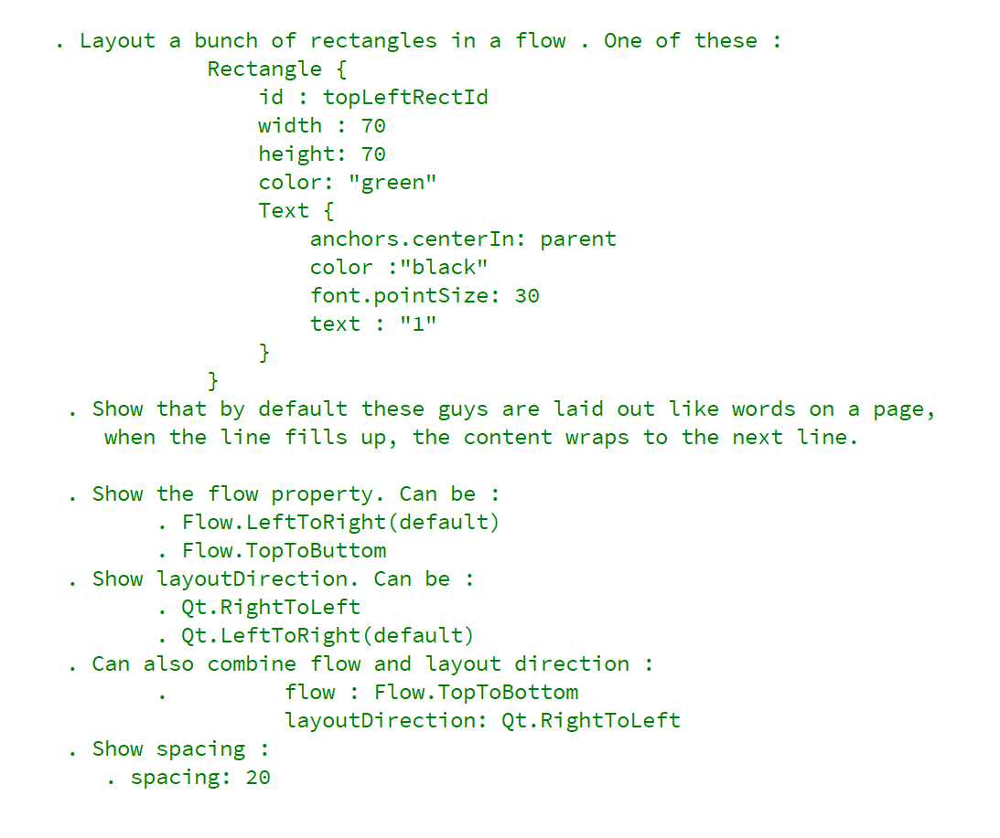 . Layout a bunch of rectangles in a flow . One of these :
Rectangle {
id : topLeftRectId
width : 70
height: 70
color: "green"
Text {
anchors.centerIn: parent
color :"black"
font.pointSize: 30
text : "1"
}
}
. Show that by default these guys are laid out like words on a page,
when the line fills up, the content wraps to the next line.
. Show the flow property. Can be :
. Flow.LeftToRight(default)
. Flow.TopToButtom
. Show layoutDirection. Can be :
. Qt.RightToLeft
. Qt.LeftToRight(default)
. Can also combine flow and layout direction :
. flow : Flow.TopToBottom
layoutDirection: Qt.RightToLeft
. Show spacing :
. spacing: 20